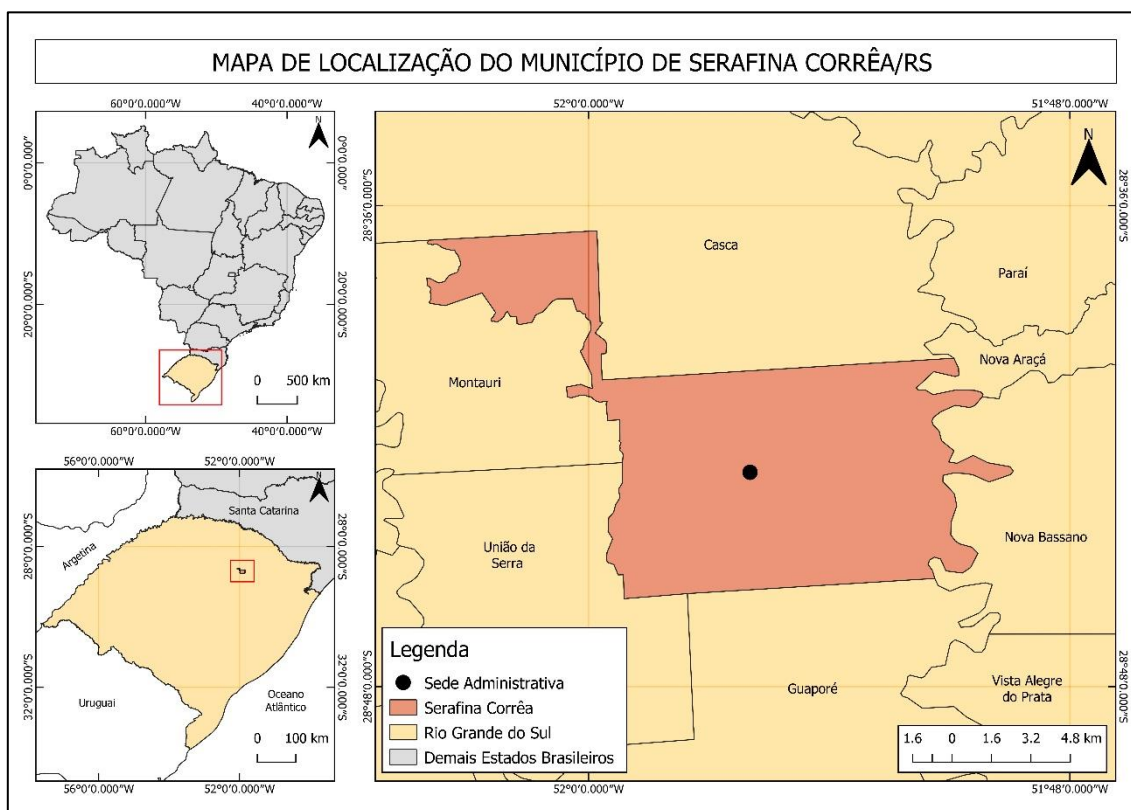 MAPA DE LOCALIZAÇÃO DO MUNICÍPIO DE SERAFINA CORRÊA/RS
60°0'0.000"W 40°0'0.000"W
N
0°0'0.000"
0°0'0.000"
20°0'0.000"S
20°0'0.000"S
0 500 km
60°0'0.000"W 40°0'0.000"W
56°0'0.000"W 52°0'0.000"W
N
Santa Catarina
Argetina
28°0'0.000"S
28°0'0.000"S
32°0'0.000"S
32°0'0.000"S
Uruguai
Oceano
Atlântico
0 100 km
56°0'0.000"W 52°0'0.000"W
52°0'0.000"W 51°48'0.000"W
N
28°36'0.000"S
28°36'0.000"S
Casca
Paraí
Nova Araçá
Montauri
União da
Serra
Nova Bassano
Guaporé
Vista Alegre
do Prata
28°48'0.000"S
28°48'0.000"S
Legenda
Sede Administrativa
Serafina Corrêa
Rio Grande do Sul
Demais Estados Brasileiros
1.6 0 1.6 3.2 4.8 km
52°0'0.000"W 51°48'0.000"W